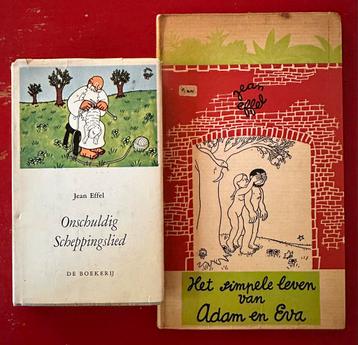 Jean Effel
Onschuldig
Scheppingslied
DE BOEKERIJ
jean
effel
Het simpele leven
van
Adam en Eva